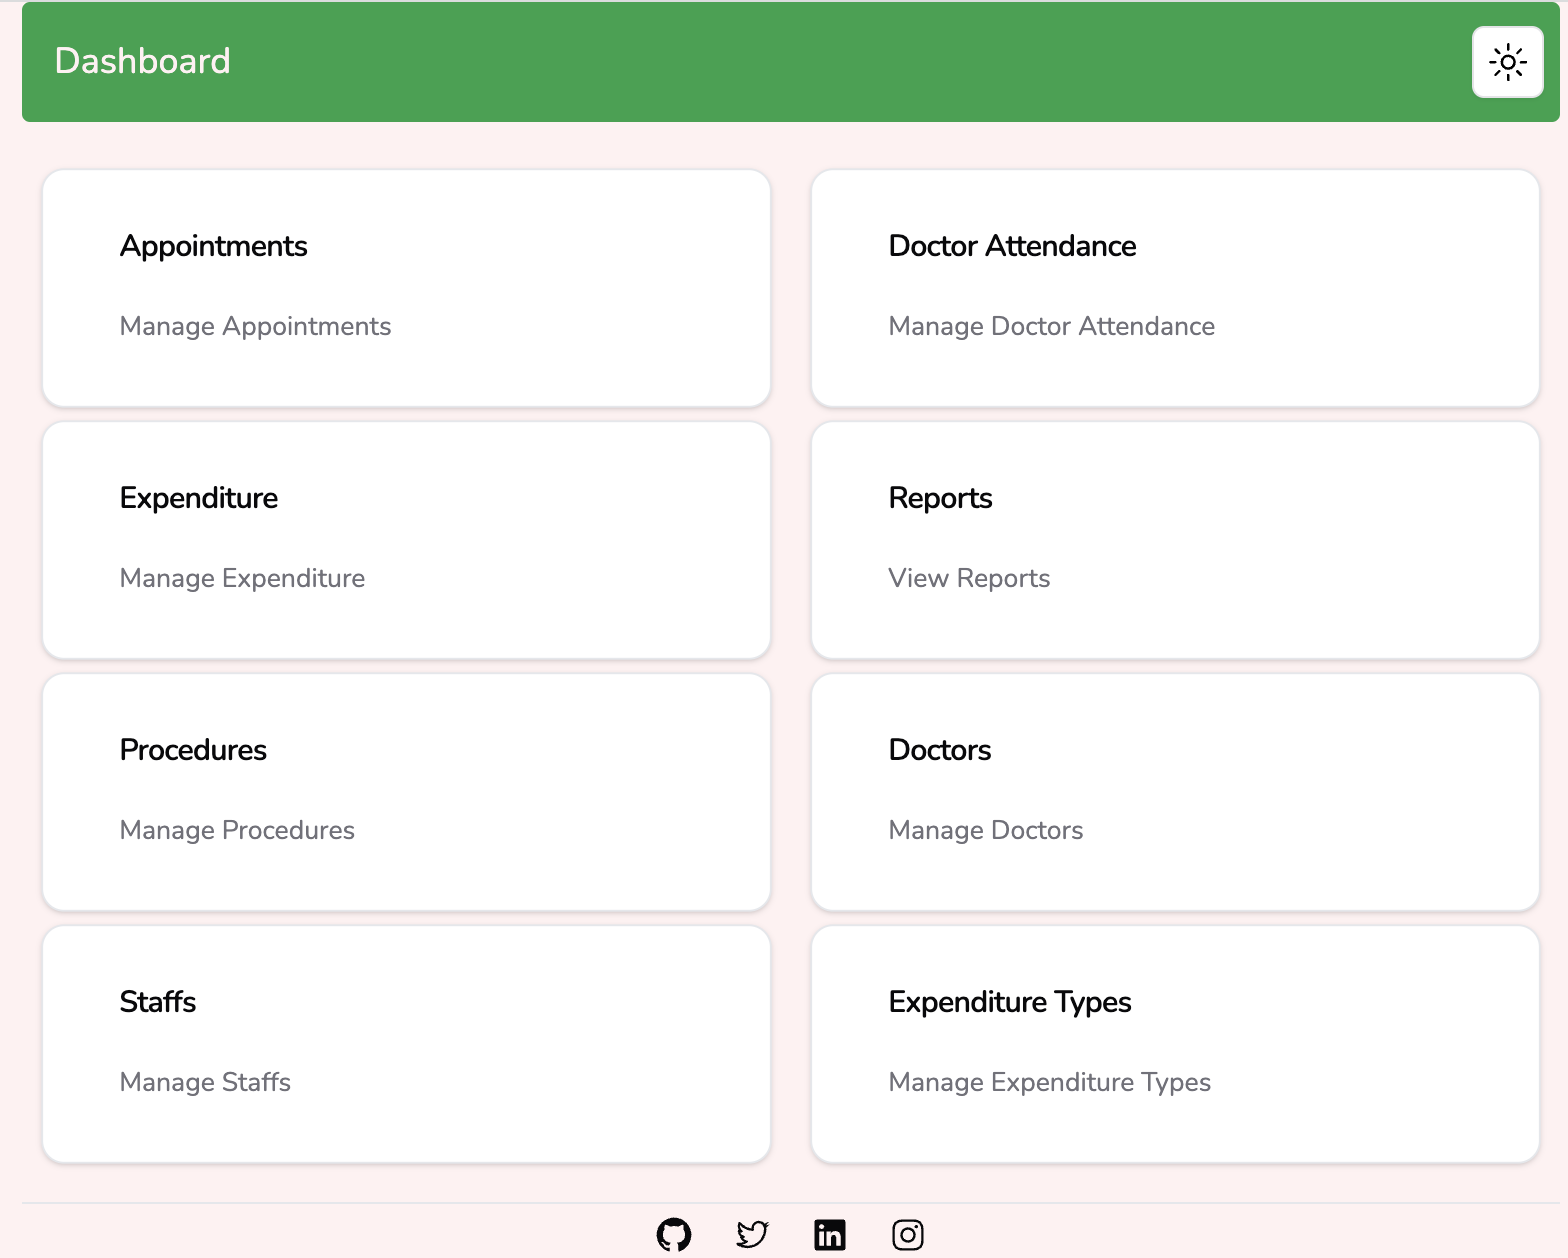 Dashboard
Appointments
Manage Appointments
Doctor Attendance
Manage Doctor Attendance
Expenditure
Manage Expenditure
Reports
View Reports
Procedures
Manage Procedures
Doctors
Manage Doctors
Staffs
Manage Staffs
Expenditure Types
Manage Expenditure Types
in